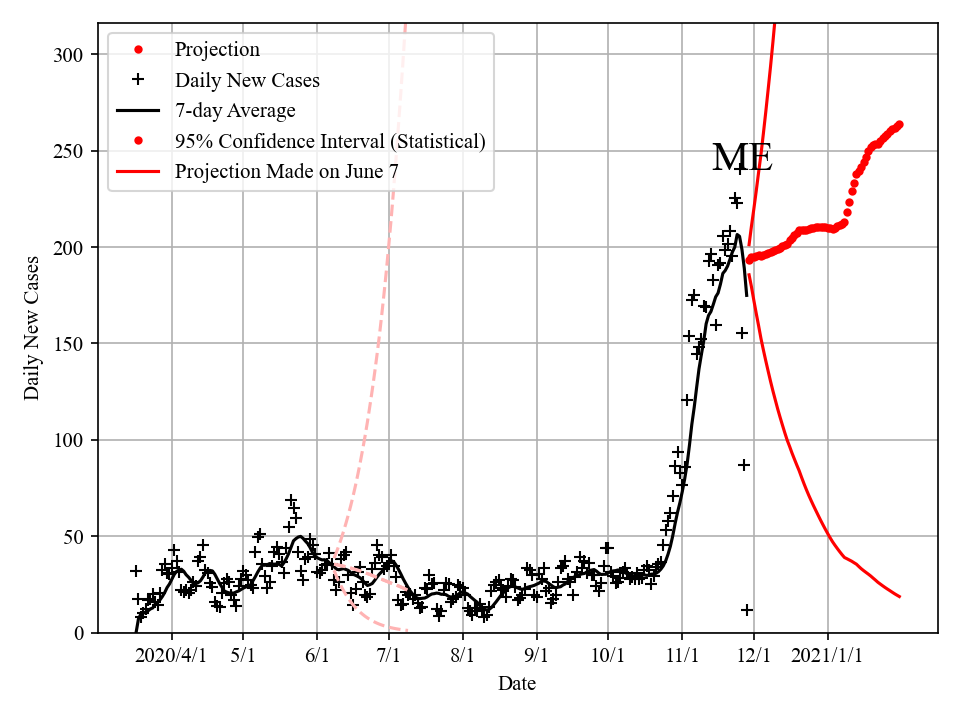 300
250
200
150
100
50
0
Daily New Cases
Projection
Daily New Cases
7-day Average
95% Confidence Interval (Statistical)
Projection Made on June 7
ME
2020/4/1 5/1 6/1 7/1 8/1 9/1 10/1 11/1 12/1 2021/1/1
Date